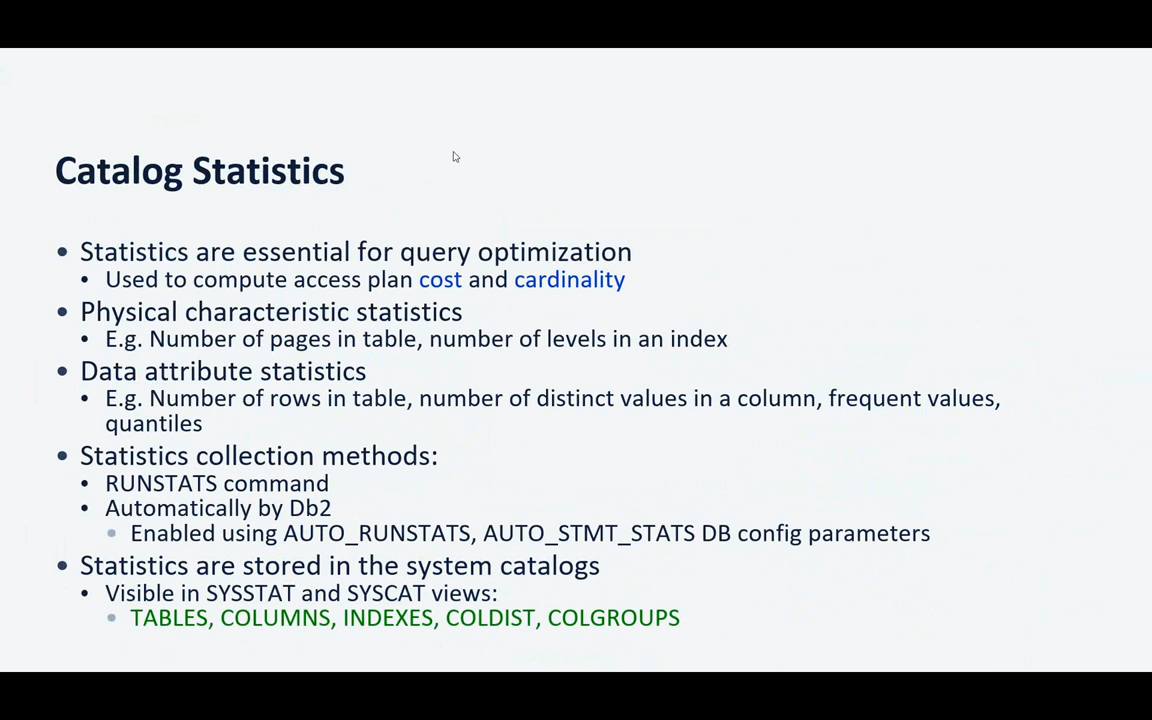 Catalog Statistics
• Statistics are essential for query optimization
• Used to compute access plan cost and cardinality
• Physical characteristic statistics
• E.g. Number of pages in table, number of levels in an index
• Data attribute statistics
• E.g. Number of rows in table, number of distinct values in a column, frequent values,
quantiles
• Statistics collection methods:
• RUNSTATS command
• Automatically by Db2
• Enabled using AUTO_RUNSTATS, AUTO_STMT_STATS DB config parameters
• Statistics are stored in the system catalogs
• Visible in SYSSTAT and SYSCAT views:
• TABLES, COLUMNS, INDEXES, COLDIST, COLGROUPS